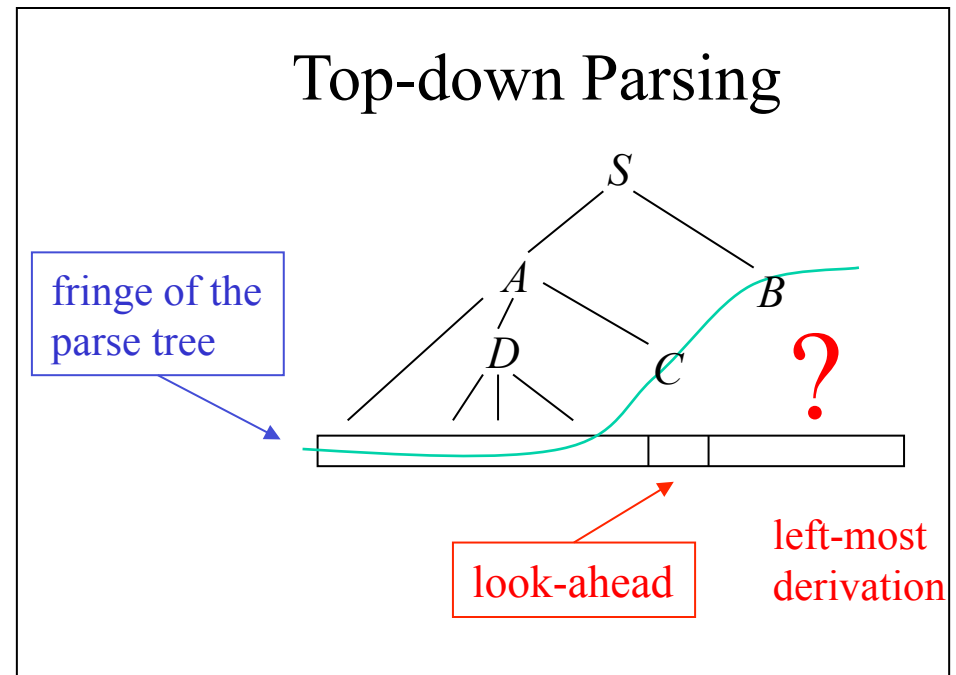 Top-down Parsing
S
A
B
fringe of the
parse tree
D
C
?
look-ahead
left-most
derivation